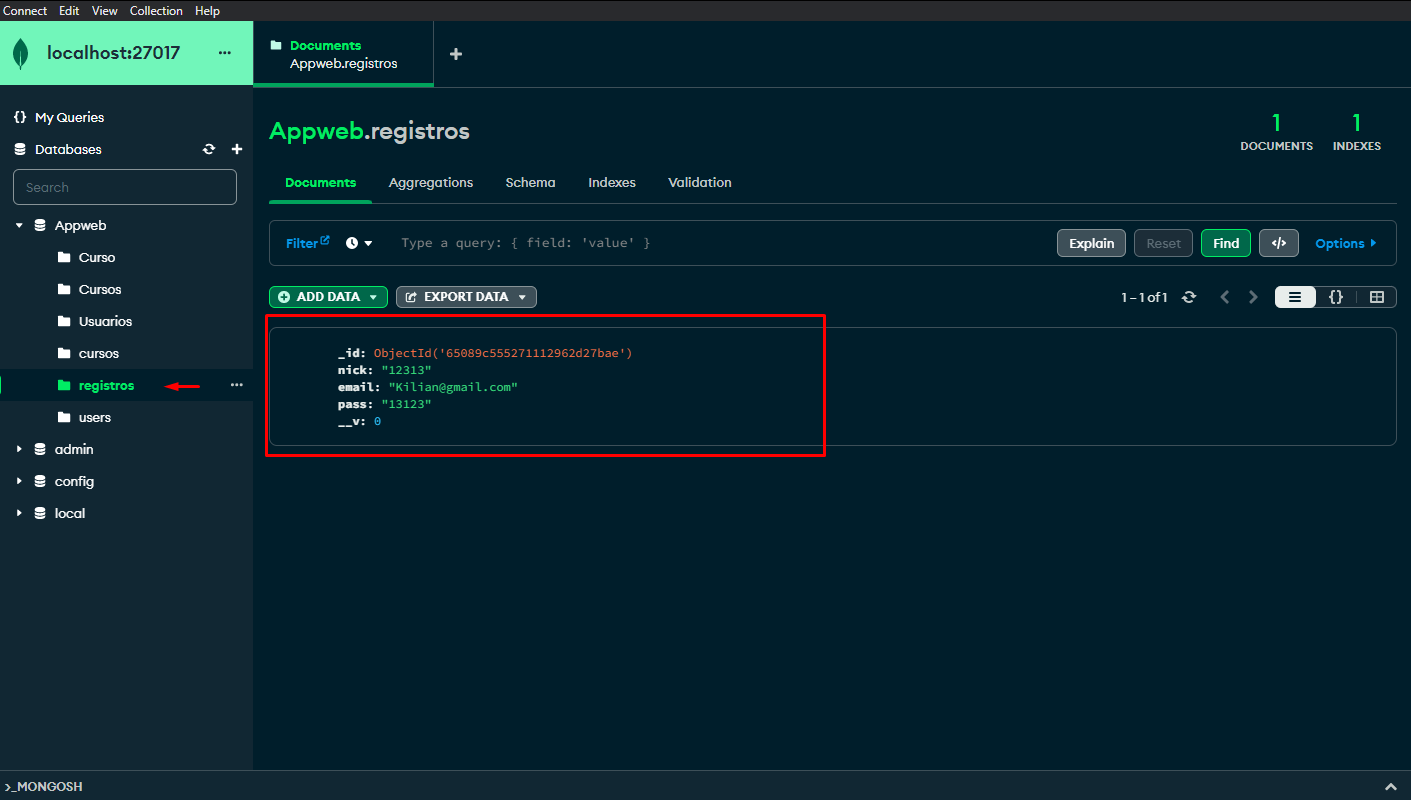 Connect Edit View Collection Help
localhost:27017 ...
Documents
Appweb.registros
+
{} My Queries
Databases
Search
Appweb
Curso
Cursos
Usuarios
cursos
registros ...
users
admin
config
local
Appweb.registros
1
DOCUMENTS
1
INDEXES
Documents Aggregations Schema Indexes Validation
Filter Type a query: { field: 'value' } Explain Reset Find </> Options
ADD DATA EXPORT DATA 1 – 1 of 1 {}
_id: ObjectId('65089c555271112962d27bae')
nick: "12313"
email: "Kilian@gmail.com"
pass: "13123"
__v: 0
>_MONGOSH